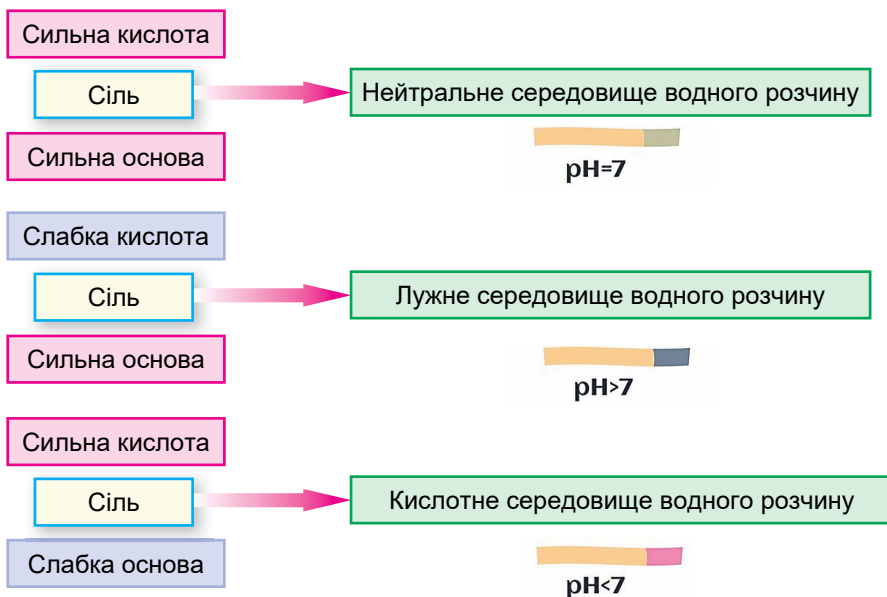 Сильна кислота
Сіль
Нейтральне середовище водного розчину
Сильна основа
pH=7
Слабка кислота
Сіль
Лужне середовище водного розчину
Сильна основа
pH>7
Сильна кислота
Сіль
Кислотне середовище водного розчину
Слабка основа
pH<7